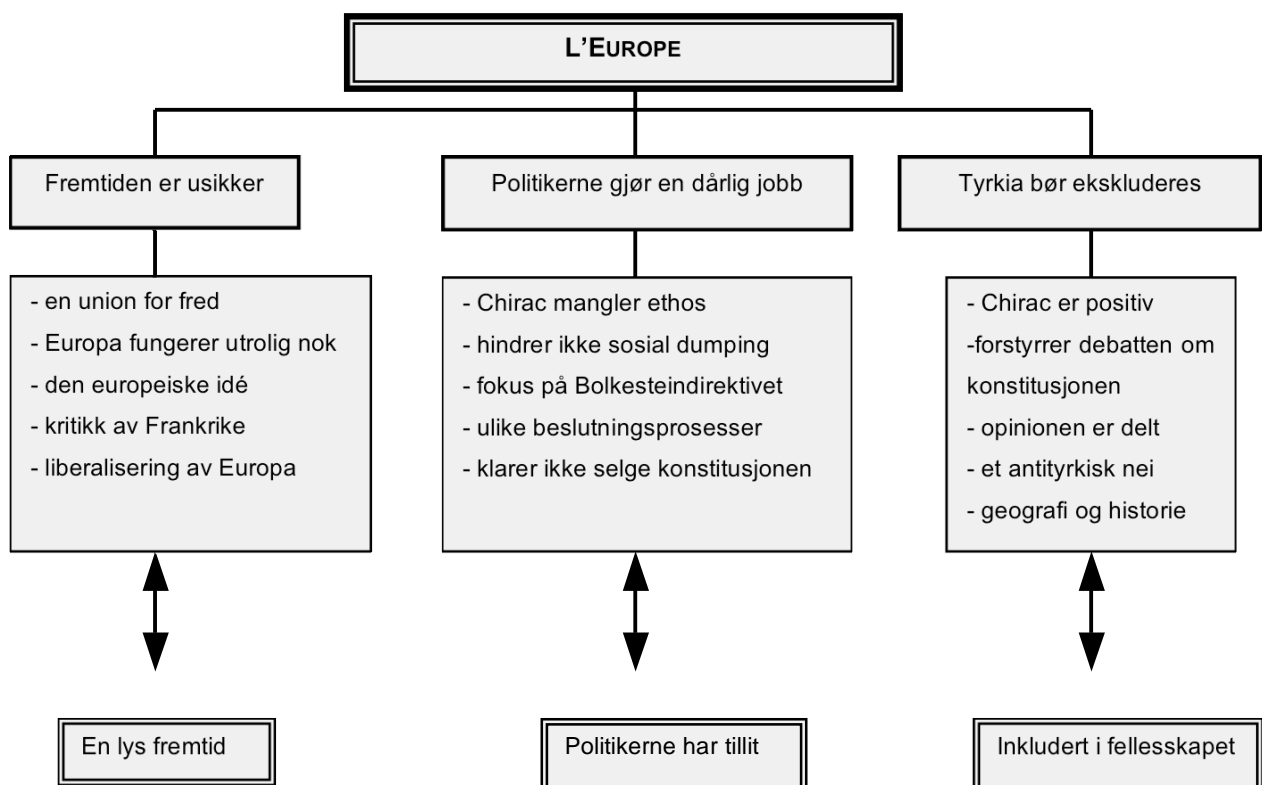 L'EUROPE
Fremtiden er usikker
Politikerne gjør en dårlig jobb
Tyrkia bør ekskluderes
- en union for fred
- Europa fungerer utrolig nok
- den europeiske idé
- kritikk av Frankrike
- liberalisering av Europa
- Chirac mangler ethos
- hindrer ikke sosial dumping
- fokus på Bolkesteindirektivet
- ulike beslutningsprosesser
- klarer ikke selge konstitusjonen
- Chirac er positiv
-forstyrrer debatten om
konstitusjonen
- opinionen er delt
- et antityrkisk nei
- geografi og historie
En lys fremtid
Politikerne har tillit
Inkludert i fellesskapet